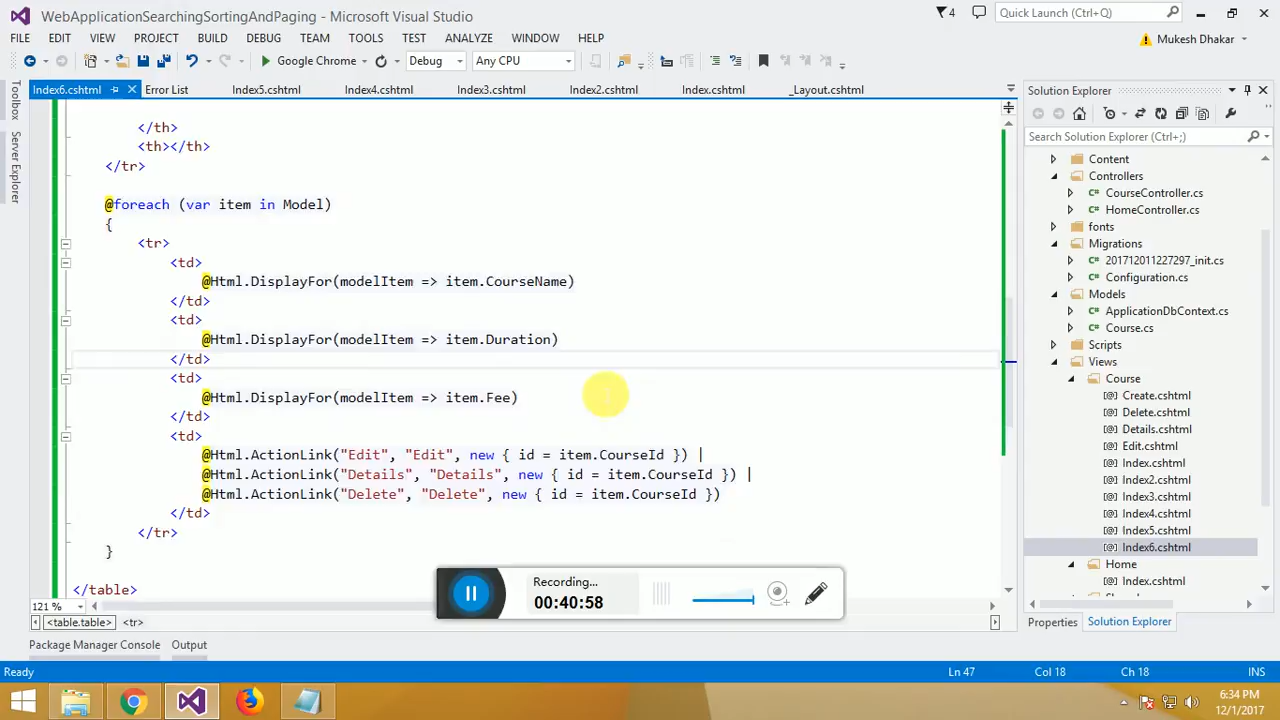 WebApplicationSearchingSortingAndPaging - Microsoft Visual Studio
4
Quick Launch (Ctrl+Q)
FILE EDIT VIEW PROJECT BUILD DEBUG TEAM TOOLS TEST ANALYZE WINDOW HELP
Mukesh Dhakar
Google Chrome Debug Any CPU
Index6.cshtml Error List Index5.cshtml Index4.cshtml Index3.cshtml Index2.cshtml Index.cshtml _Layout.cshtml
Toolbox
Server Explorer
</th>
<th></th>
</tr>
@foreach (var item in Model)
{
<tr>
<td>
@Html.DisplayFor(modelItem => item.CourseName)
</td>
<td>
@Html.DisplayFor(modelItem => item.Duration)
</td>
<td>
@Html.DisplayFor(modelItem => item.Fee)
</td>
<td>
@Html.ActionLink("Edit", "Edit", new { id = item.CourseId }) |
@Html.ActionLink("Details", "Details", new { id = item.CourseId }) |
@Html.ActionLink("Delete", "Delete", new { id = item.CourseId })
</td>
</tr>
}
</table>
121 %
<table.table> <tr>
Recording...
00:40:58
Solution Explorer
Search Solution Explorer (Ctrl+;)
Content
Controllers
CourseController.cs
HomeController.cs
fonts
Migrations
201712011227297_init.cs
Configuration.cs
Models
ApplicationDbContext.cs
Course.cs
Scripts
Views
Course
Create.cshtml
Delete.cshtml
Details.cshtml
Edit.cshtml
Index.cshtml
Index2.cshtml
Index3.cshtml
Index4.cshtml
Index5.cshtml
Index6.cshtml
Home
Index.cshtml
Properties Solution Explorer
Package Manager Console Output
Ready Ln 47 Col 18 Ch 18 INS
6:34 PM
12/1/2017